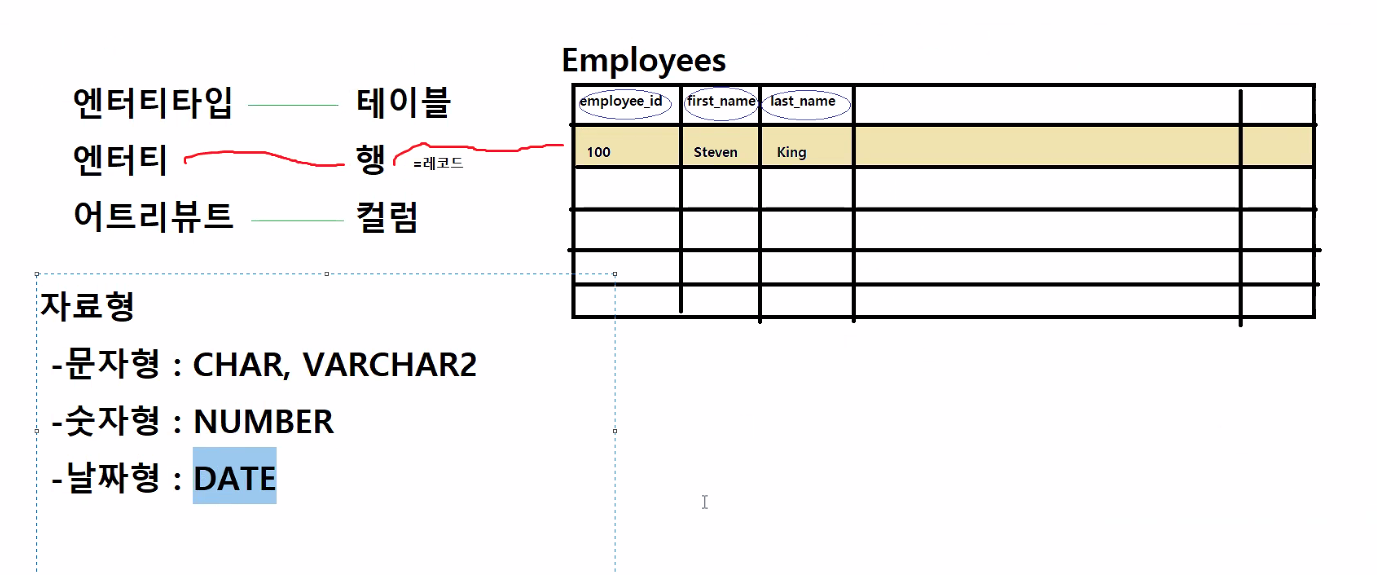 Employees
엔터티타입 테이블
엔터티 행 =레코드
어트리뷰트 컬럼
employee_id first_name last_name
100 Steven King
자료형
-문자형 : CHAR, VARCHAR2
-숫자형 : NUMBER
-날짜형 : DATE